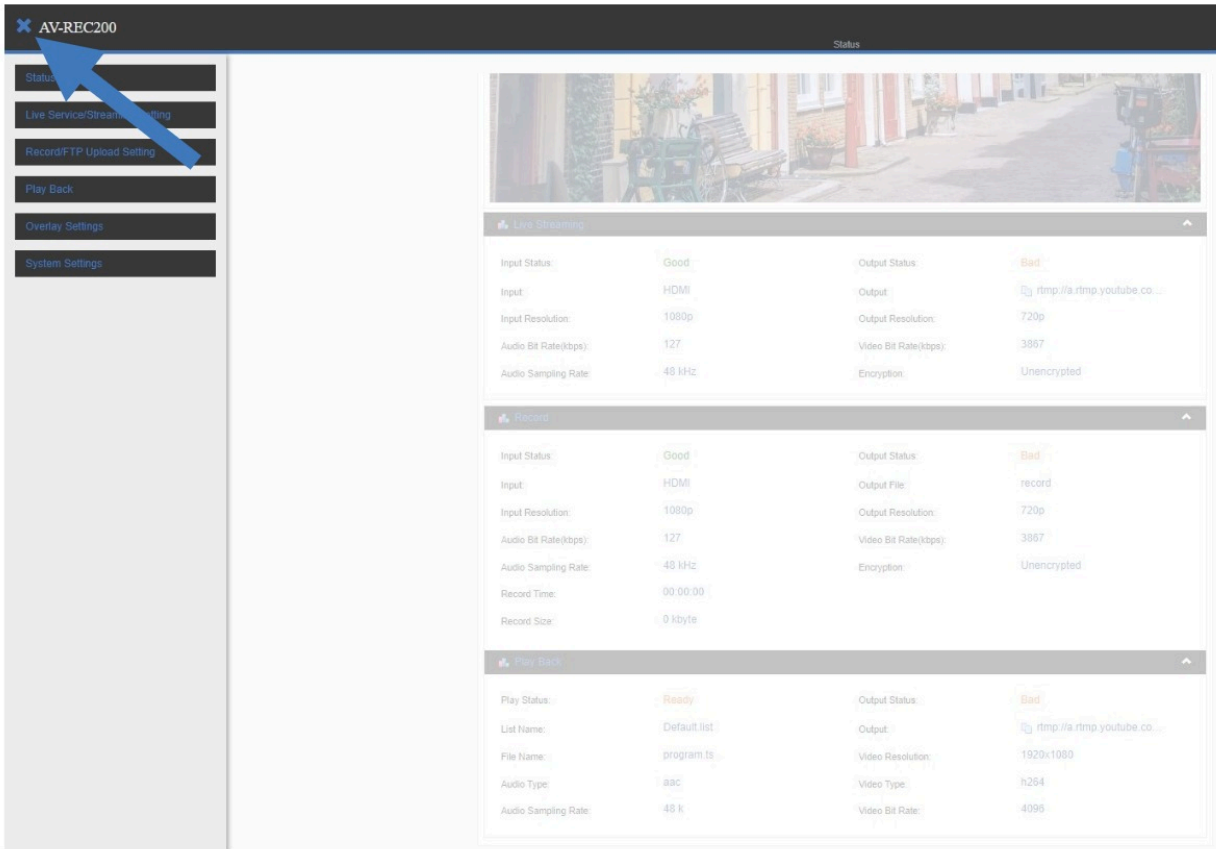 AV-REC200
Status
Status
Live Service/Streaming Setting
Record/FTP Upload Setting
Play Back
Overlay Settings
System Settings
Live Streaming
Input Status: Good Output Status: Bad
Input: HDMI Output: rtmp://a.rtmp.youtube.co...
Input Resolution: 1080p Output Resolution: 720p
Audio Bit Rate(kbps): 127 Video Bit Rate(kbps): 3867
Audio Sampling Rate: 48 kHz Encryption: Unencrypted
Record
Input Status: Good Output Status: Bad
Input: HDMI Output File: record
Input Resolution: 1080p Output Resolution: 720p
Audio Bit Rate(kbps): 127 Video Bit Rate(kbps): 3867
Audio Sampling Rate: 48 kHz Encryption: Unencrypted
Record Time: 00:00:00
Record Size: 0 kbyte
Play Back
Play Status: Ready Output Status: Bad
List Name: Default.list Output: rtmp://a.rtmp.youtube.co...
File Name: program.ts Video Resolution: 1920x1080
Audio Type: aac Video Type: h264
Audio Sampling Rate: 48 k Video Bit Rate: 4096